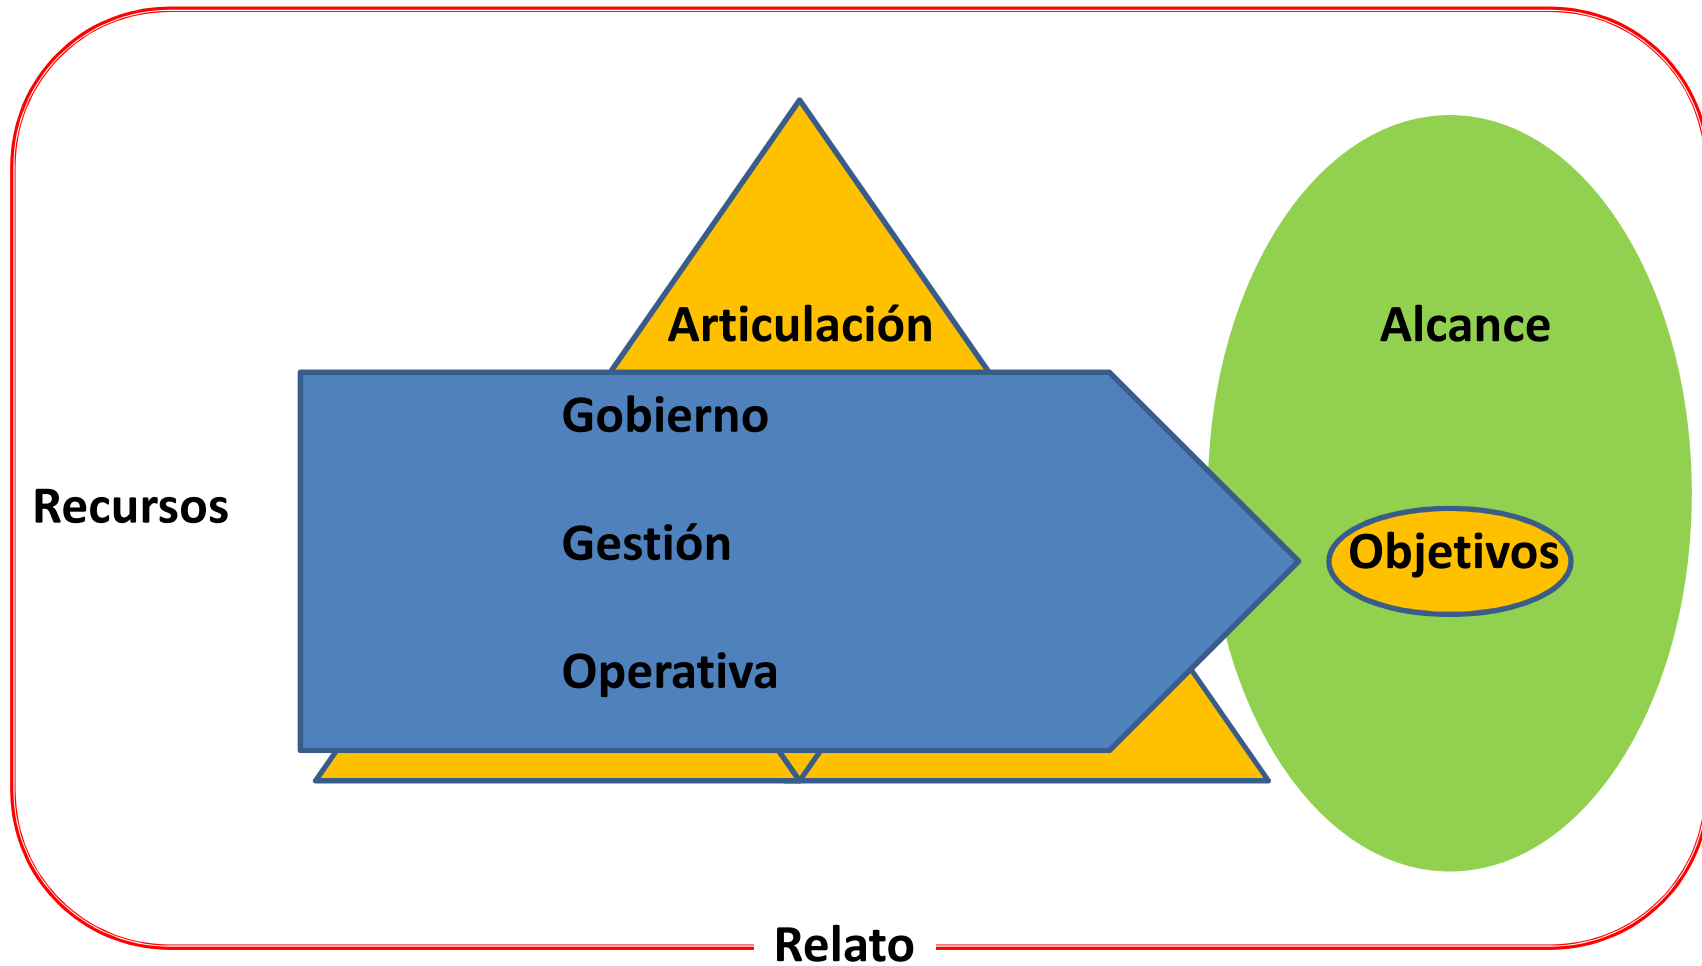 Articulación
Alcance
Gobierno
Recursos
Gestión
Objetivos
Operativa
Relato